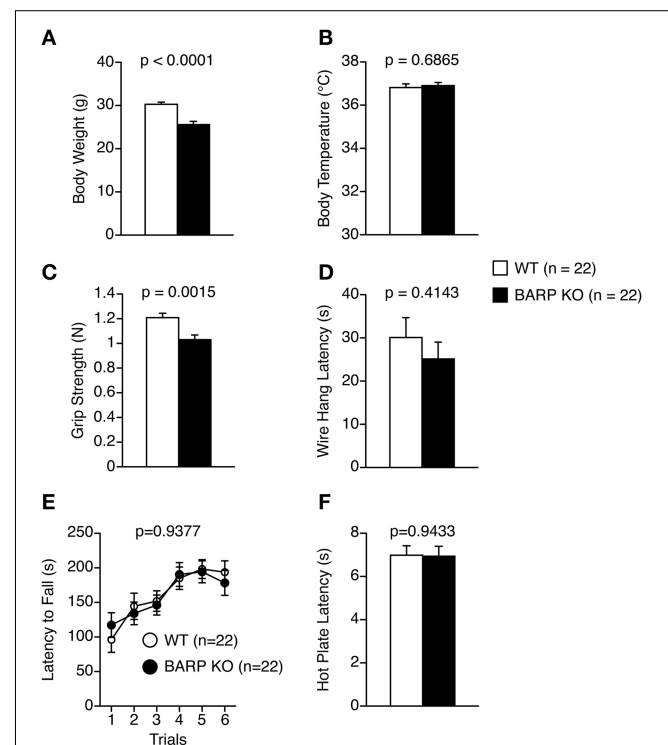 A
p < 0.0001
Body Weight (g)
40
30
20
10
0
B
p = 0.6865
Body Temperature (°C)
38
36
34
32
30
C
p = 0.0015
Grip Strength (N)
1.4
1.2
1
0.8
0.6
0.4
0.2
0
D
p = 0.4143
Wire Hang Latency (s)
40
30
20
10
0
WT (n = 22)
BARP KO (n = 22)
E
p=0.9377
Latency to Fall (s)
250
200
150
100
50
0
WT (n=22)
BARP KO (n=22)
1 2 3 4 5 6
Trials
F
p=0.9433
Hot Plate Latency (s)
8
6
4
2
0